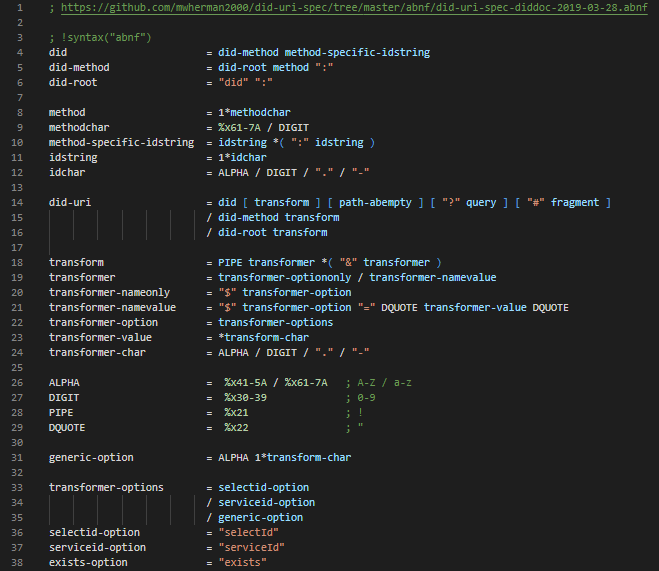 1 ; https://github.com/mwherman2000/did-uri-spec/tree/master/abnf/did-uri-spec-diddoc-2019-03-28.abnf
2
3 ; !syntax("abnf")
4 did = did-method method-specific-idstring
5 did-method = did-root method ":"
6 did-root = "did" ":"
7
8 method = 1*methodchar
9 methodchar = %x61-7A / DIGIT
10 method-specific-idstring = idstring *( ":" idstring )
11 idstring = 1*idchar
12 idchar = ALPHA / DIGIT / "." / "-"
13
14 did-uri = did [ transform ] [ path-abempty ] [ "?" query ] [ "#" fragment ]
15 / did-method transform
16 / did-root transform
17
18 transform = PIPE transformer *( "&" transformer )
19 transformer = transformer-optiononly / transformer-namevalue
20 transformer-nameonly = "$" transformer-option
21 transformer-namevalue = "$" transformer-option "=" DQUOTE transformer-value DQUOTE
22 transformer-option = transformer-options
23 transformer-value = *transform-char
24 transformer-char = ALPHA / DIGIT / "." / "-"
25
26 ALPHA = %x41-5A / %x61-7A ; A-Z / a-z
27 DIGIT = %x30-39 ; 0-9
28 PIPE = %x21 ; !
29 DQUOTE = %x22 ; "
30
31 generic-option = ALPHA 1*transform-char
32
33 transformer-options = selectid-option
34 / serviceid-option
35 / generic-option
36 selectid-option = "selectId"
37 serviceid-option = "serviceId"
38 exists-option = "exists"